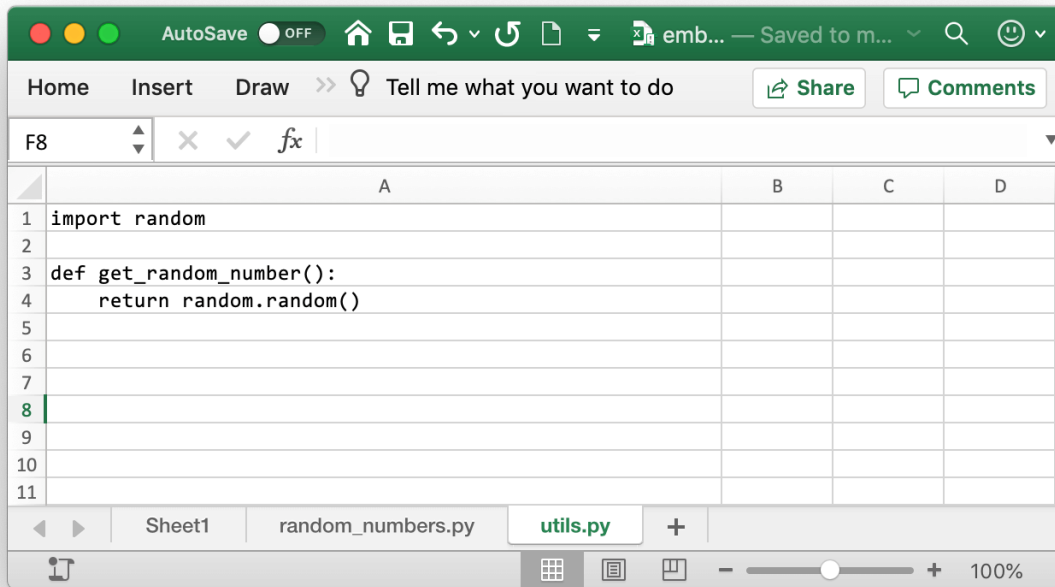 AutoSave OFF emb... — Saved to m...
Home Insert Draw Tell me what you want to do Share Comments
F8 fx
A B C D
1 import random
2
3 def get_random_number():
4     return random.random()
5
6
7
8
9
10
11
Sheet1 random_numbers.py utils.py +
100%